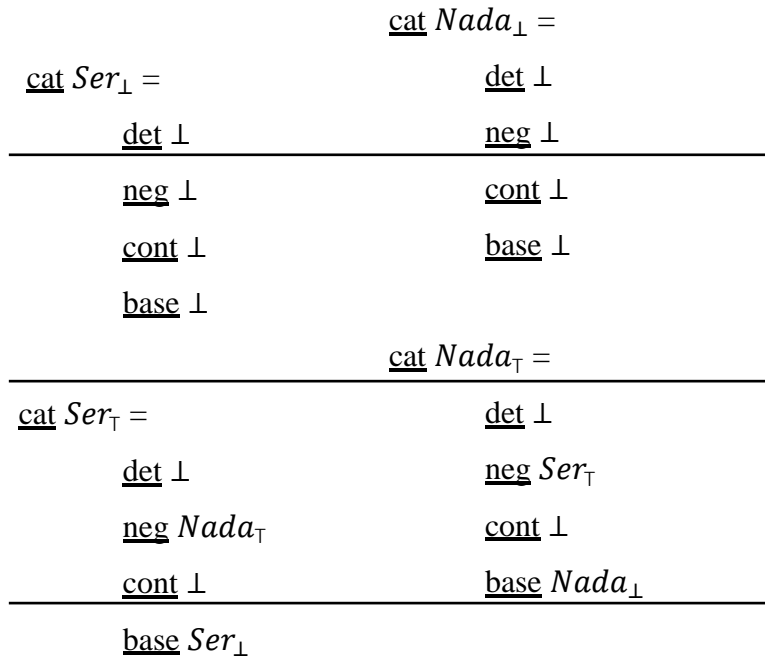 cat Nada⊥ =
cat Ser⊥ = det ⊥
det ⊥ neg ⊥
neg ⊥ cont ⊥
cont ⊥ base ⊥
base ⊥
cat Nada⊤ =
cat Ser⊤ = det ⊥
det ⊥ neg Ser⊤
neg Nada⊤ cont ⊥
cont ⊥ base Nada⊥
base Ser⊥